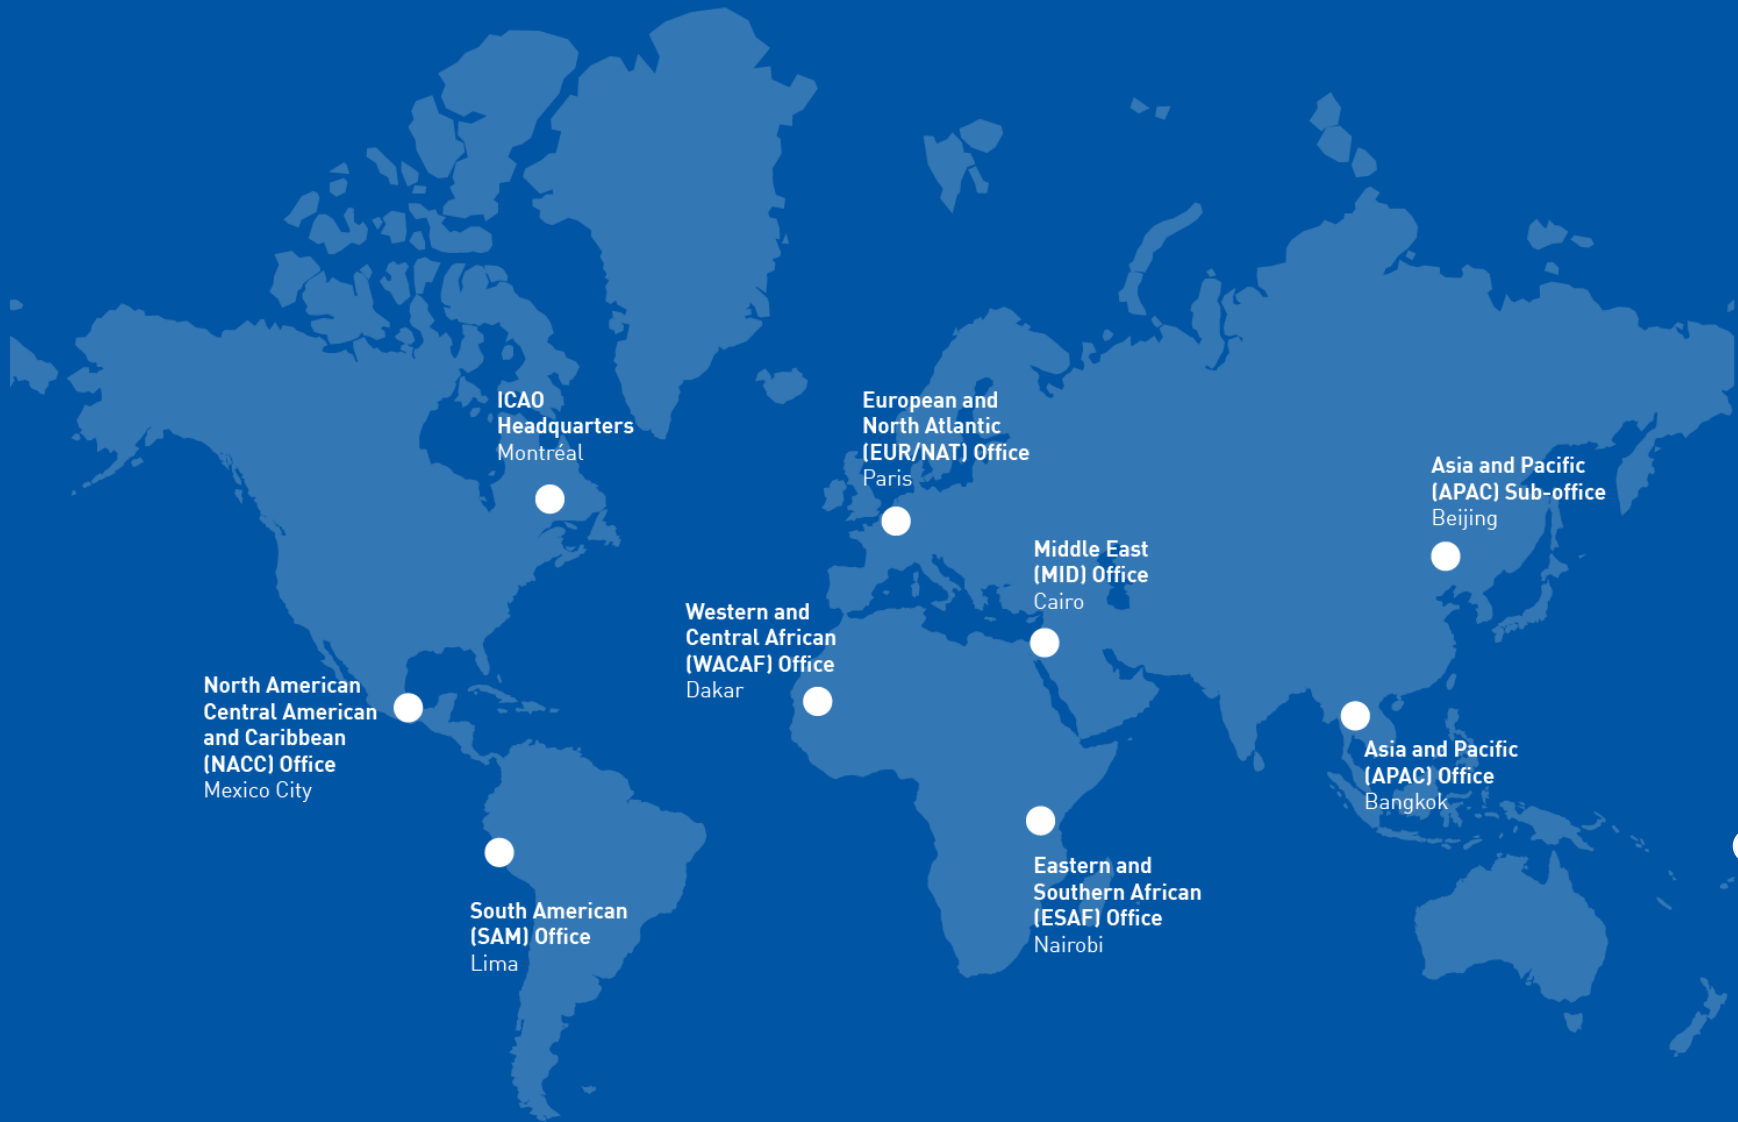 ICAO
Headquarters
Montréal
European and
North Atlantic
(EUR/NAT) Office
Paris
Asia and Pacific
(APAC) Sub-office
Beijing
Middle East
(MID) Office
Cairo
Western and
Central African
(WACAF) Office
Dakar
North American
Central American
and Caribbean
(NACC) Office
Mexico City
Asia and Pacific
(APAC) Office
Bangkok
Eastern and
Southern African
(ESAF) Office
Nairobi
South American
(SAM) Office
Lima